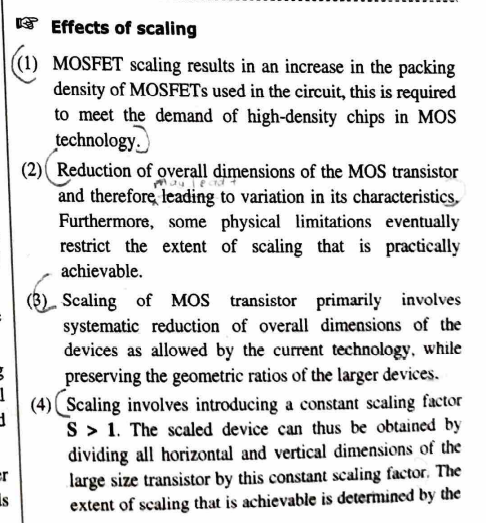 ☞ Effects of scaling
(1) MOSFET scaling results in an increase in the packing
density of MOSFETs used in the circuit, this is required
to meet the demand of high-density chips in MOS
technology.
(2) Reduction of overall dimensions of the MOS transistor
may lead t
and therefore, leading to variation in its characteristics.
Furthermore, some physical limitations eventually
restrict the extent of scaling that is practically
achievable.
(3) Scaling of MOS transistor primarily involves
systematic reduction of overall dimensions of the
devices as allowed by the current technology, while
preserving the geometric ratios of the larger devices.
(4) Scaling involves introducing a constant scaling factor
S > 1. The scaled device can thus be obtained by
dividing all horizontal and vertical dimensions of the
large size transistor by this constant scaling factor. The
extent of scaling that is achievable is determined by the